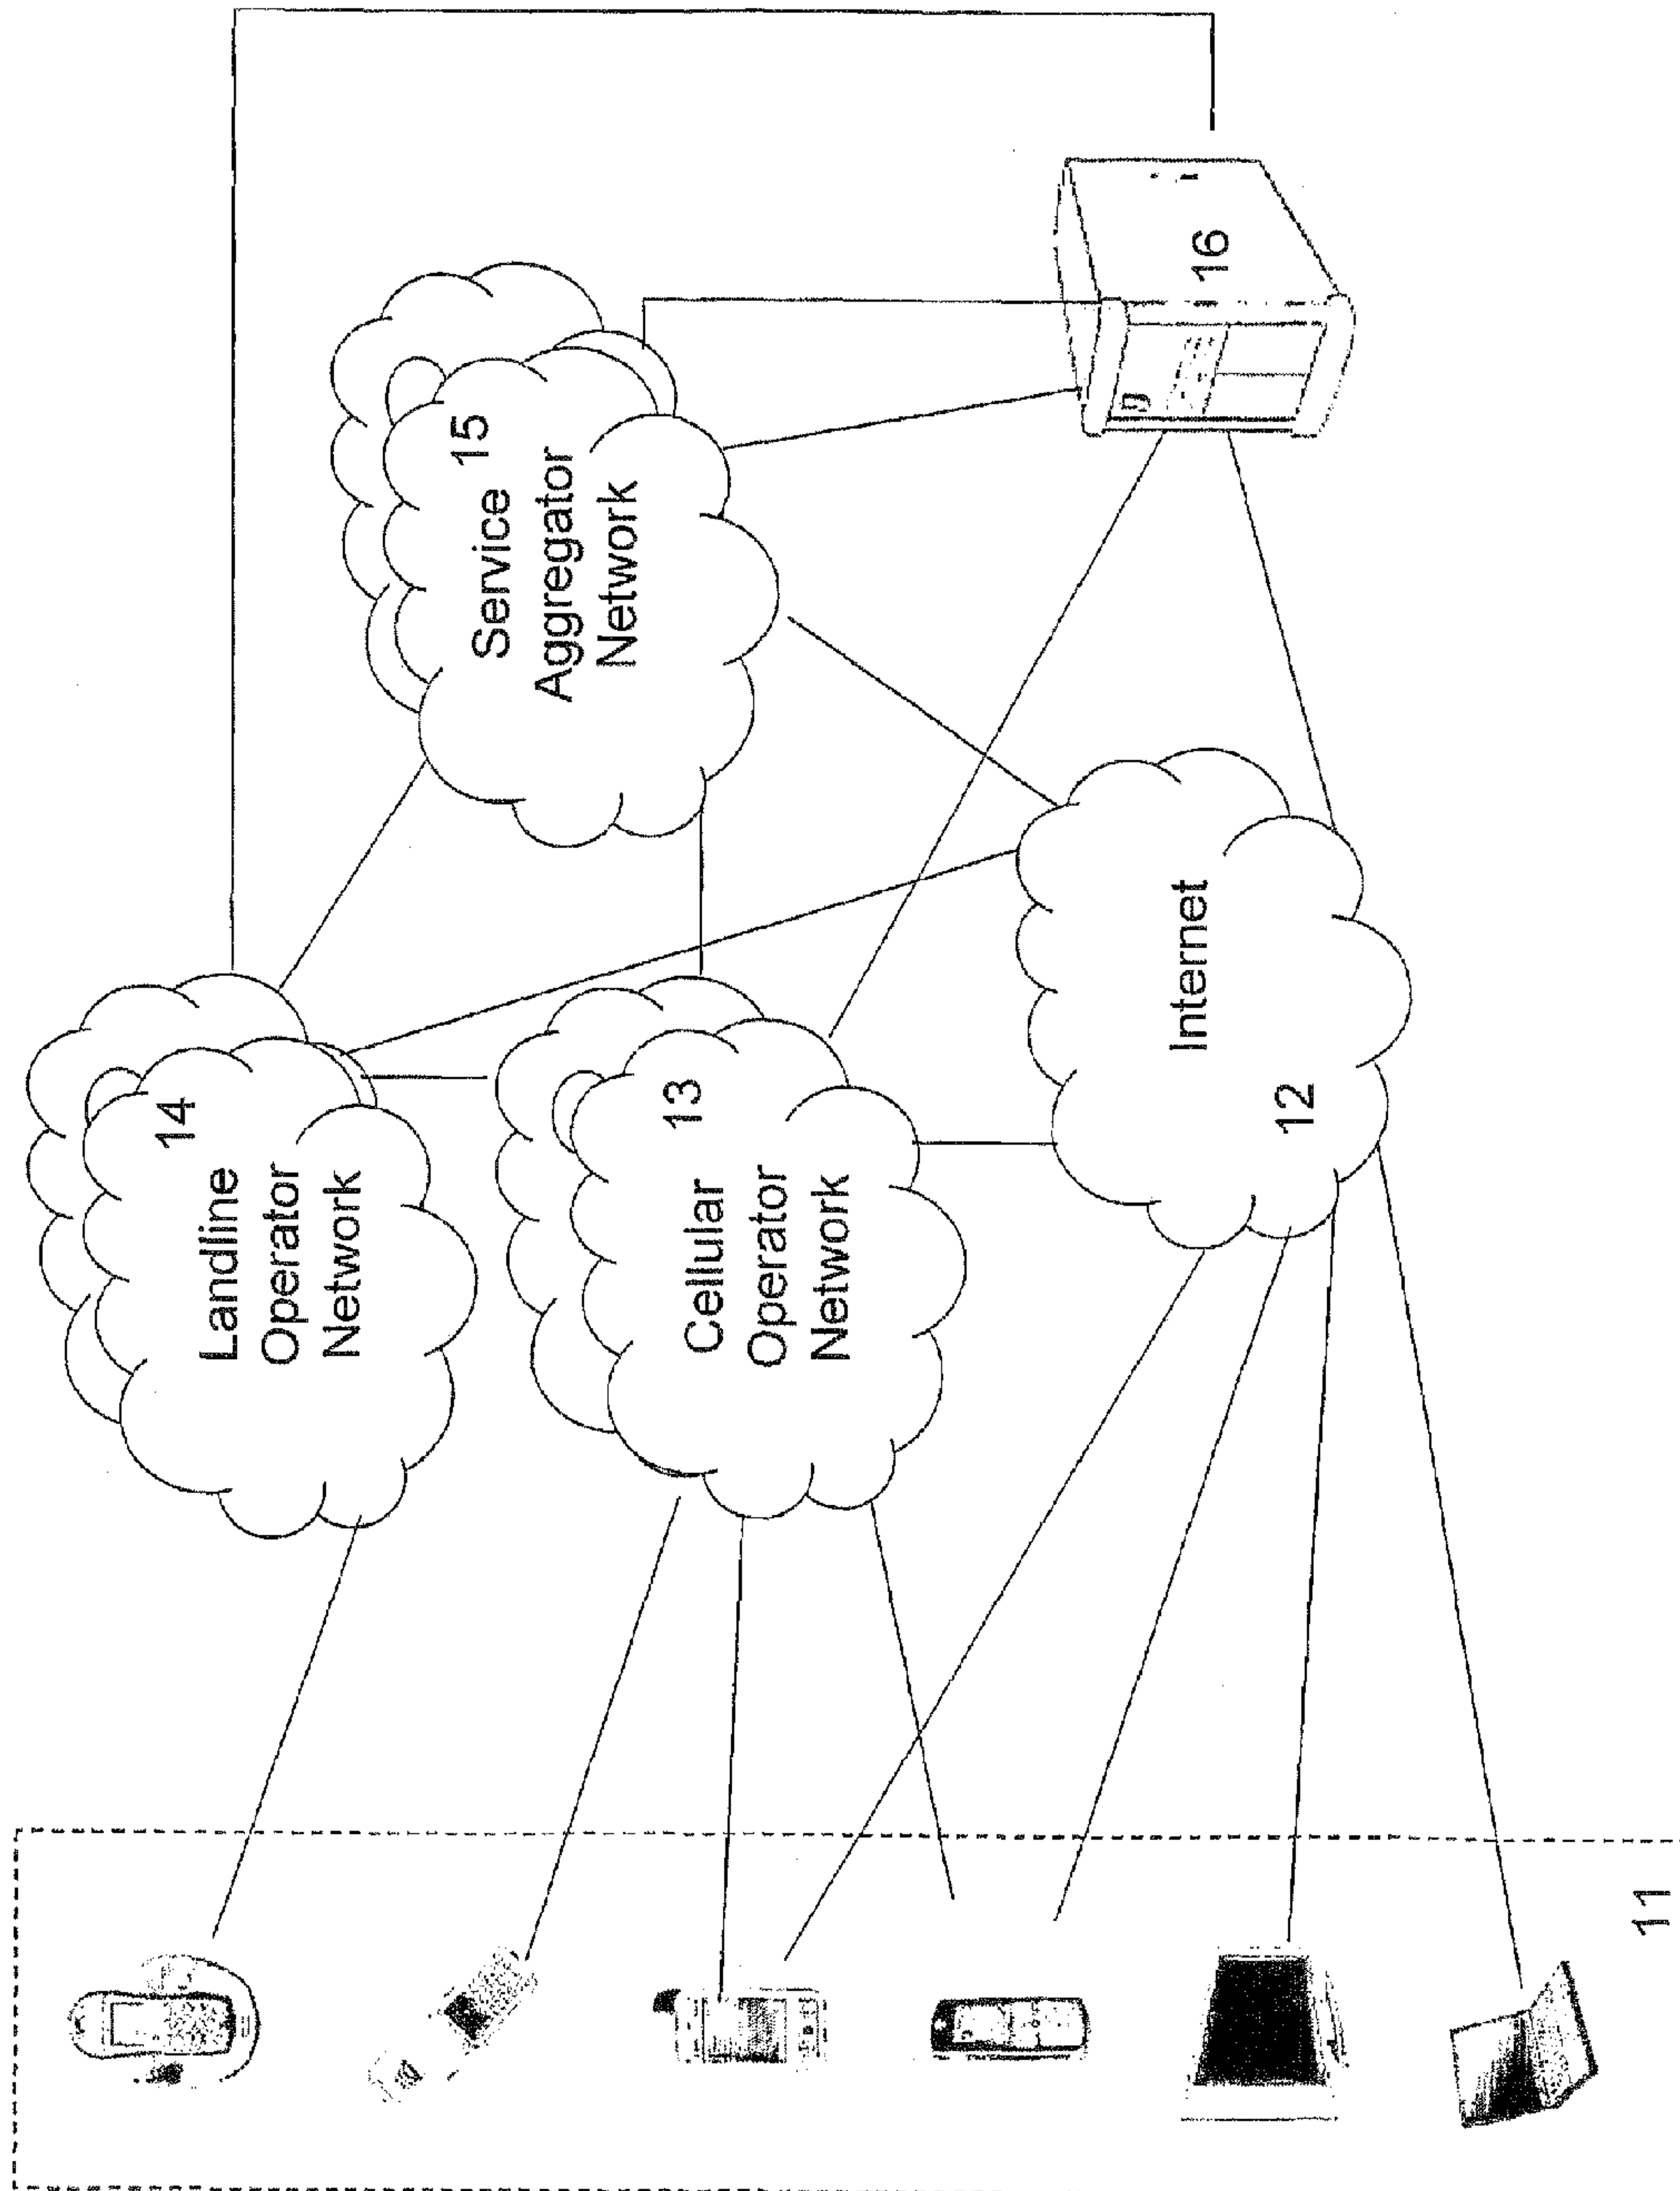 14
Landline
Operator
Network
Service 15
Aggregator
Network
13
Cellular
Operator
Network
16
Internet
12
11